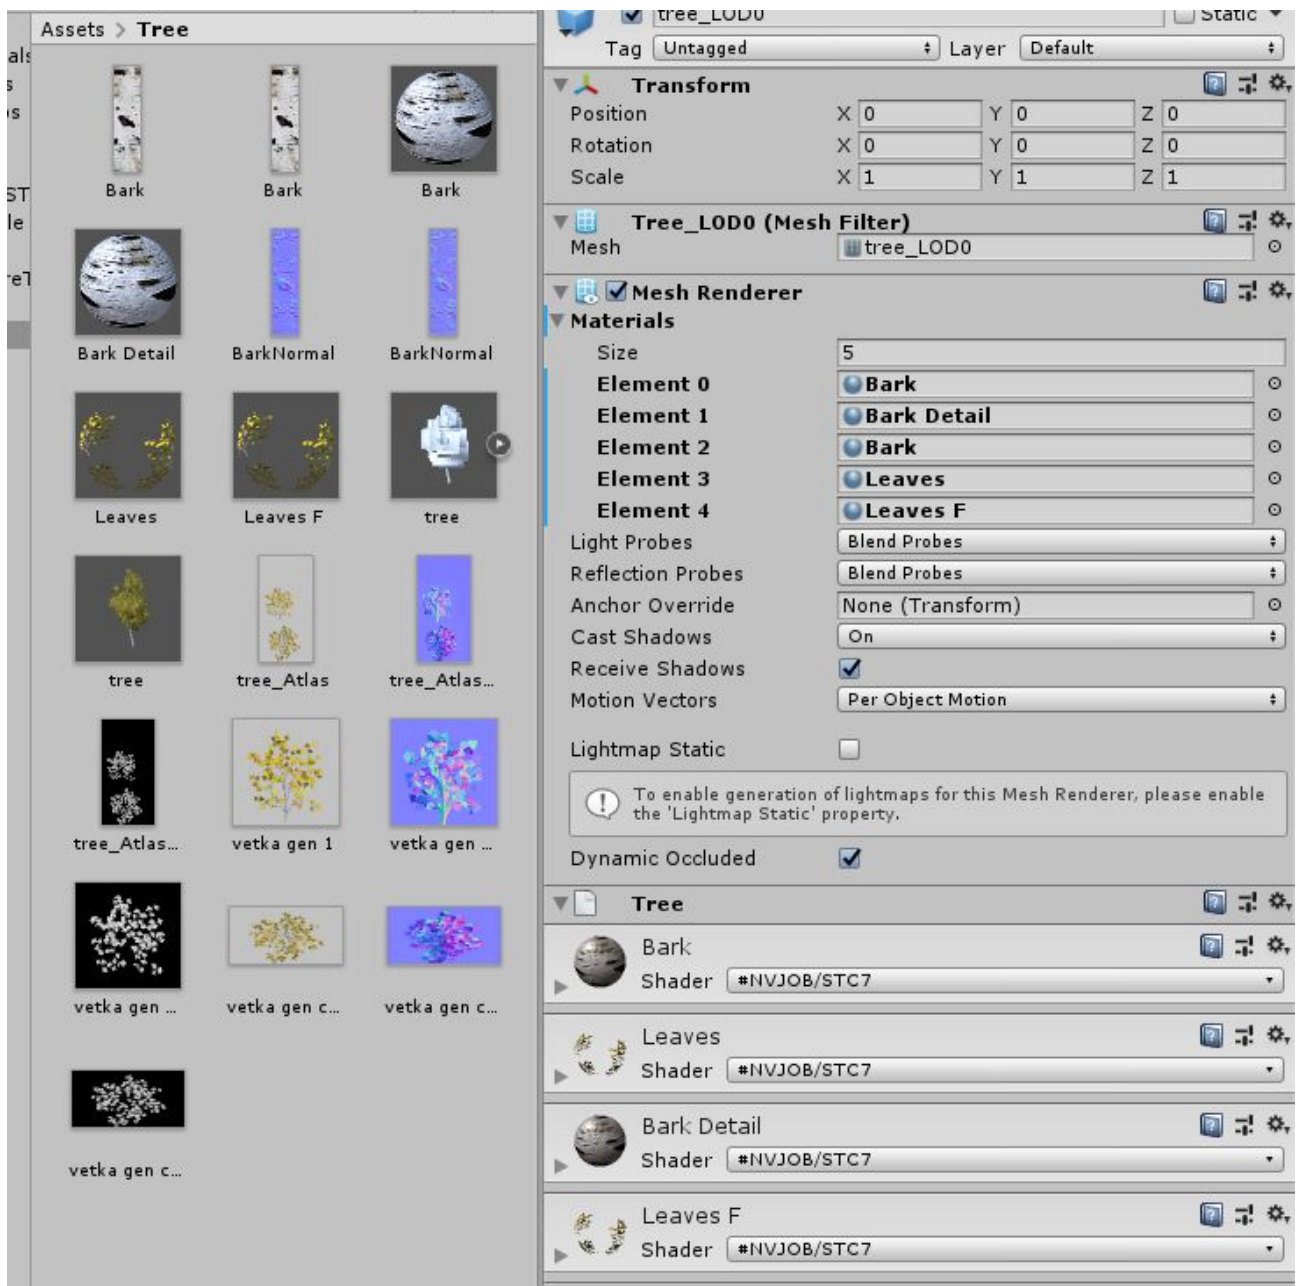 Assets > Tree
als
s
os
ST
le
reT
Bark Bark Bark
Bark Detail BarkNormal BarkNormal
Leaves Leaves F tree
tree tree_Atlas tree_Atlas...
tree_Atlas... vetka gen 1 vetka gen ...
vetka gen ... vetka gen c... vetka gen c...
vetka gen c...
tree_LOD0 Static
Tag Untagged Layer Default
Transform
Position X 0 Y 0 Z 0
Rotation X 0 Y 0 Z 0
Scale X 1 Y 1 Z 1
Tree_LOD0 (Mesh Filter)
Mesh tree_LOD0
Mesh Renderer
Materials
Size 5
Element 0 Bark
Element 1 Bark Detail
Element 2 Bark
Element 3 Leaves
Element 4 Leaves F
Light Probes Blend Probes
Reflection Probes Blend Probes
Anchor Override None (Transform)
Cast Shadows On
Receive Shadows
Motion Vectors Per Object Motion
Lightmap Static
To enable generation of lightmaps for this Mesh Renderer, please enable
the 'Lightmap Static' property.
Dynamic Occluded
Tree
Bark
Shader #NVJOB/STC7
Leaves
Shader #NVJOB/STC7
Bark Detail
Shader #NVJOB/STC7
Leaves F
Shader #NVJOB/STC7